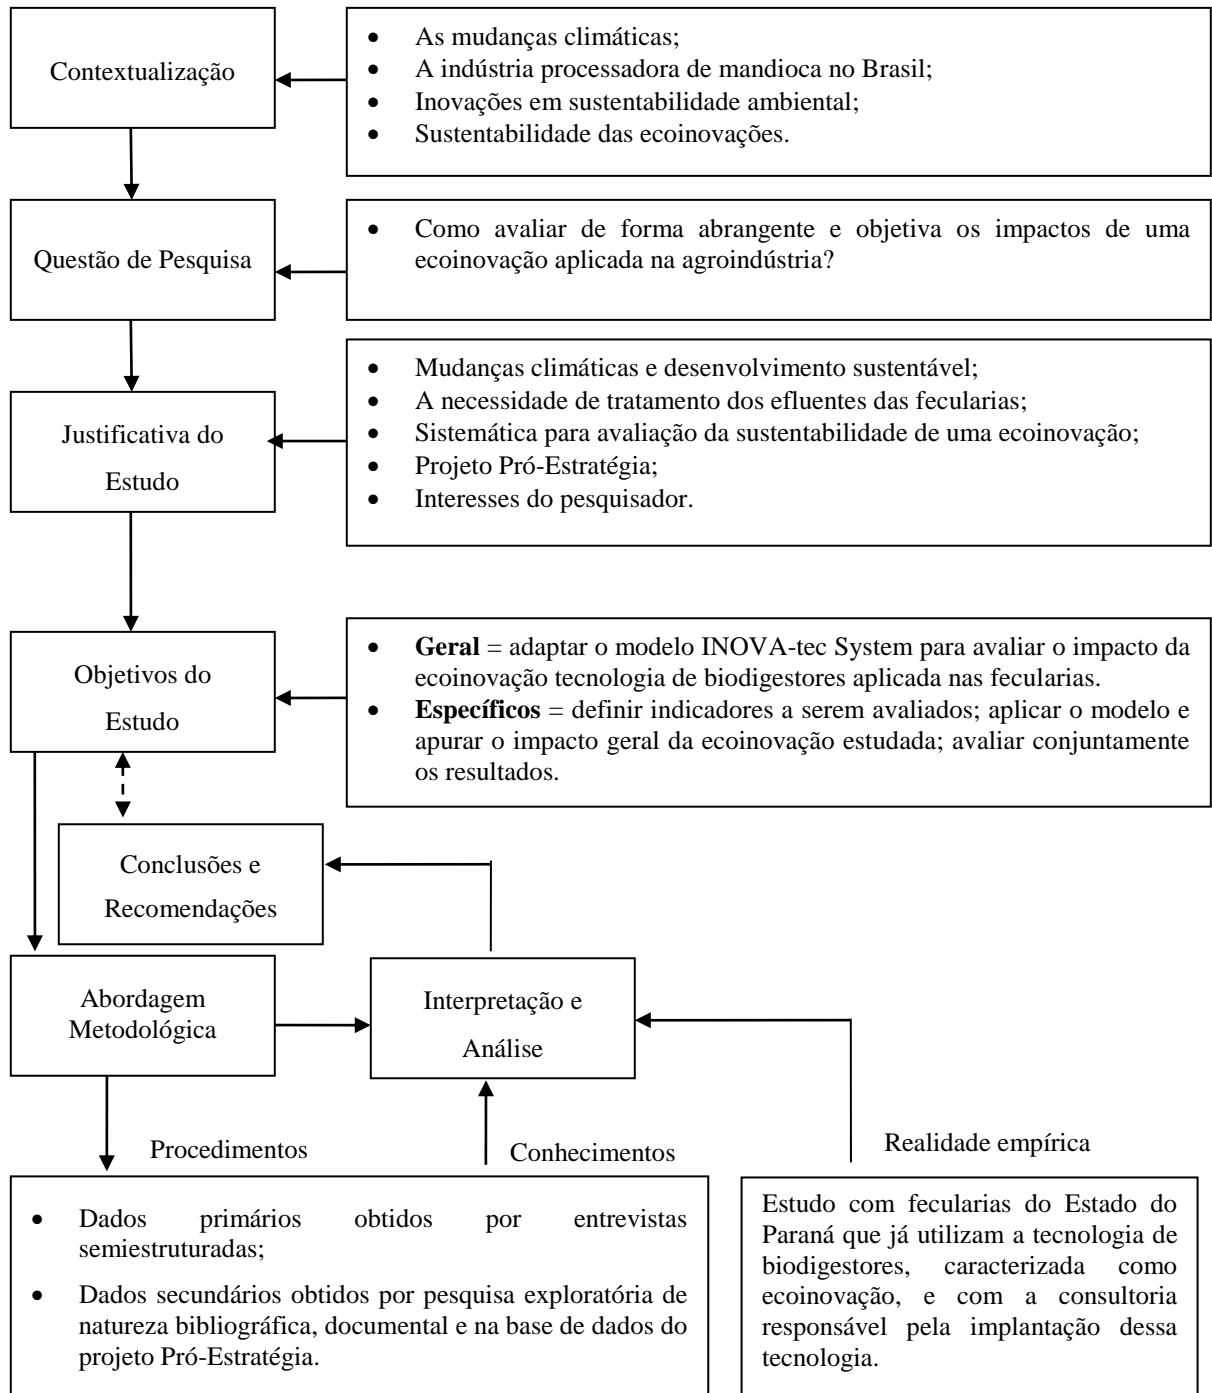 Contextualização
• As mudanças climáticas;
• A indústria processadora de mandioca no Brasil;
• Inovações em sustentabilidade ambiental;
• Sustentabilidade das ecoinovações.
Questão de Pesquisa
• Como avaliar de forma abrangente e objetiva os impactos de uma
ecoinovação aplicada na agroindústria?
Justificativa do
Estudo
• Mudanças climáticas e desenvolvimento sustentável;
• A necessidade de tratamento dos efluentes das fecularias;
• Sistemática para avaliação da sustentabilidade de uma ecoinovação;
• Projeto Pró-Estratégia;
• Interesses do pesquisador.
Objetivos do
Estudo
• Geral = adaptar o modelo INOVA-tec System para avaliar o impacto da
ecoinovação tecnologia de biodigestores aplicada nas fecularias.
• Específicos = definir indicadores a serem avaliados; aplicar o modelo e
apurar o impacto geral da ecoinovação estudada; avaliar conjuntamente
os resultados.
Conclusões e
Recomendações
Abordagem
Metodológica
Interpretação e
Análise
Procedimentos
Conhecimentos
Realidade empírica
• Dados primários obtidos por entrevistas
semiestruturadas;
• Dados secundários obtidos por pesquisa exploratória de
natureza bibliográfica, documental e na base de dados do
projeto Pró-Estratégia.
Estudo com fecularias do Estado do
Paraná que já utilizam a tecnologia de
biodigestores, caracterizada como
ecoinovação, e com a consultoria
responsável pela implantação dessa
tecnologia.